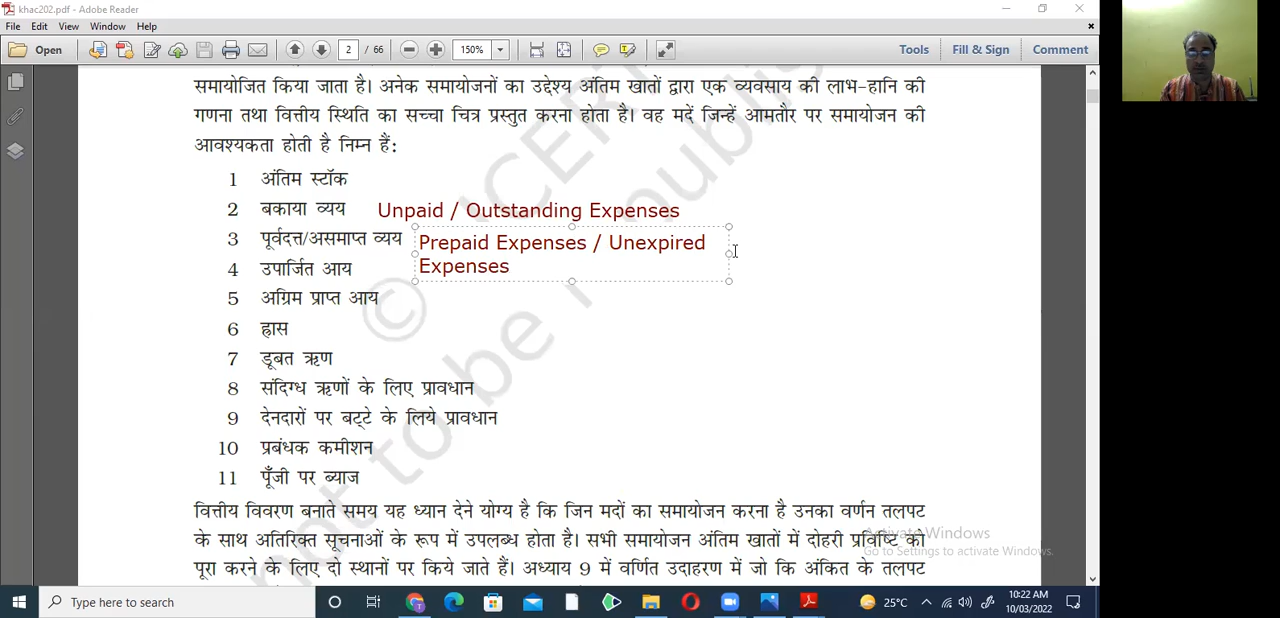 khac202.pdf - Adobe Reader
File Edit View Window Help
Open 2 / 66 150% Tools Fill & Sign Comment
समायोजित किया जाता है। अनेक समायोजनों का उद्देश्य अंतिम खातों द्वारा एक व्यवसाय की लाभ-हानि की
गणना तथा वित्तीय स्थिति का सच्चा चित्र प्रस्तुत करना होता है। वह मदें जिन्हें आमतौर पर समायोजन की
आवश्यकता होती है निम्न हैं:
1 अंतिम स्टॉक
2 बकाया व्यय Unpaid / Outstanding Expenses
3 पूर्वदत्त/असमाप्त व्यय Prepaid Expenses / Unexpired
Expenses
4 उपार्जित आय
5 अग्रिम प्राप्त आय
6 ह्रास
7 डूबत ऋण
8 संदिग्ध ऋणों के लिए प्रावधान
9 देनदारों पर बट्टे के लिये प्रावधान
10 प्रबंधक कमीशन
11 पूँजी पर ब्याज
वित्तीय विवरण बनाते समय यह ध्यान देने योग्य है कि जिन मदों का समायोजन करना है उनका वर्णन तलपट
के साथ अतिरिक्त सूचनाओं के रूप में उपलब्ध होता है। सभी समायोजन अंतिम खातों में दोहरी प्रविष्टि को
पूरा करने के लिए दो स्थानों पर किये जाते हैं। अध्याय 9 में वर्णित उदाहरण में जो कि अंकित के तलपट
not to be republi
©
Activate Windows
Go to Settings to activate Windows.
Type here to search
25°C
10:22 AM
10/03/2022